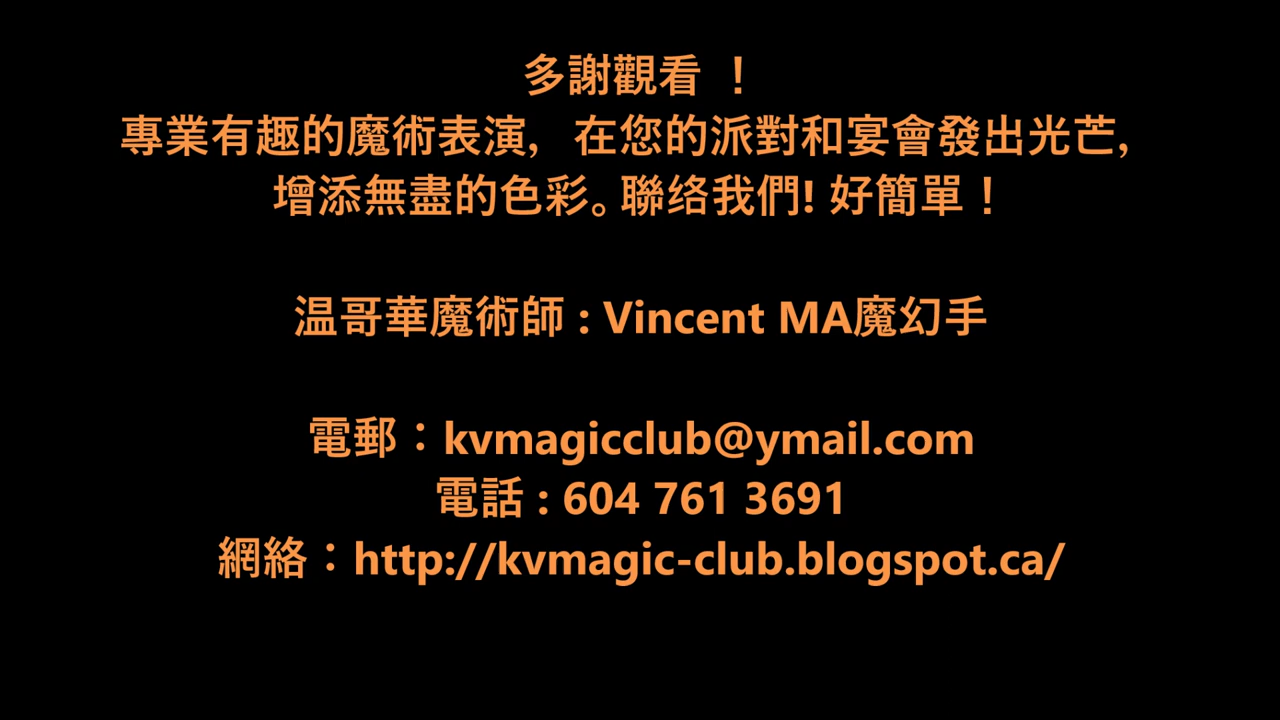 多謝觀看 ！
專業有趣的魔術表演， 在您的派對和宴會發出光芒，
增添無盡的色彩。聯络我們! 好簡單！
温哥華魔術師 : Vincent MA魔幻手
電郵：kvmagicclub@ymail.com
電話 : 604 761 3691
網絡：http://kvmagic-club.blogspot.ca/